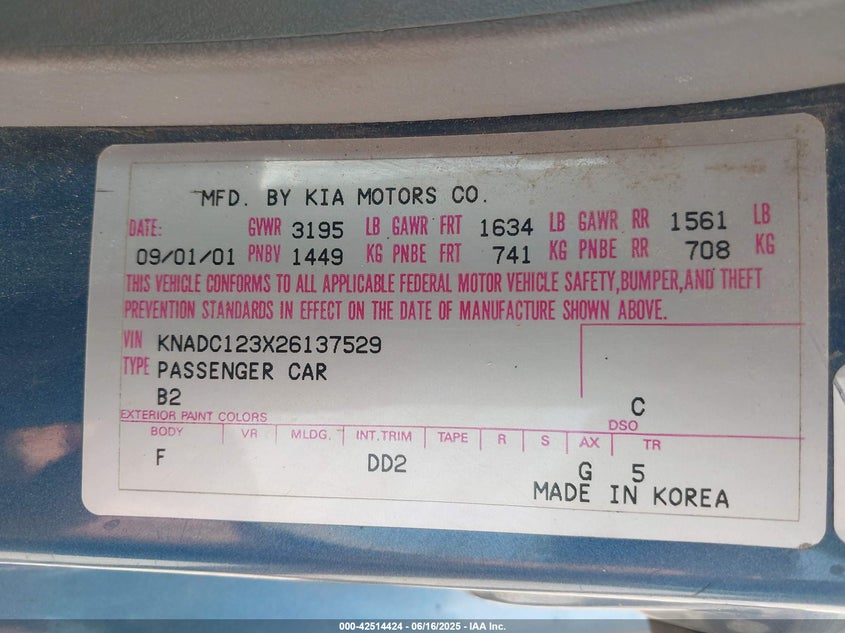 MFD. BY KIA MOTORS CO.
DATE: GVWR 3195 LB GAWR FRT 1634 LB GAWR RR 1561 LB
09/01/01 PNBV 1449 KG PNBE FRT 741 KG PNBE RR 708 KG
THIS VEHICLE CONFORMS TO ALL APPLICABLE FEDERAL MOTOR VEHICLE SAFETY,BUMPER,AND THEFT
PREVENTION STANDARDS IN EFFECT ON THE DATE OF MANUFACTURE SHOWN ABOVE.
VIN KNADC123X26137529
TYPE PASSENGER CAR
B2 C
EXTERIOR PAINT COLORS DSO
BODY VR MLDG. INT.TRIM TAPE R S AX TR
F DD2 G 5
MADE IN KOREA
000-42514424 - 06/16/2025 - IAA Inc.